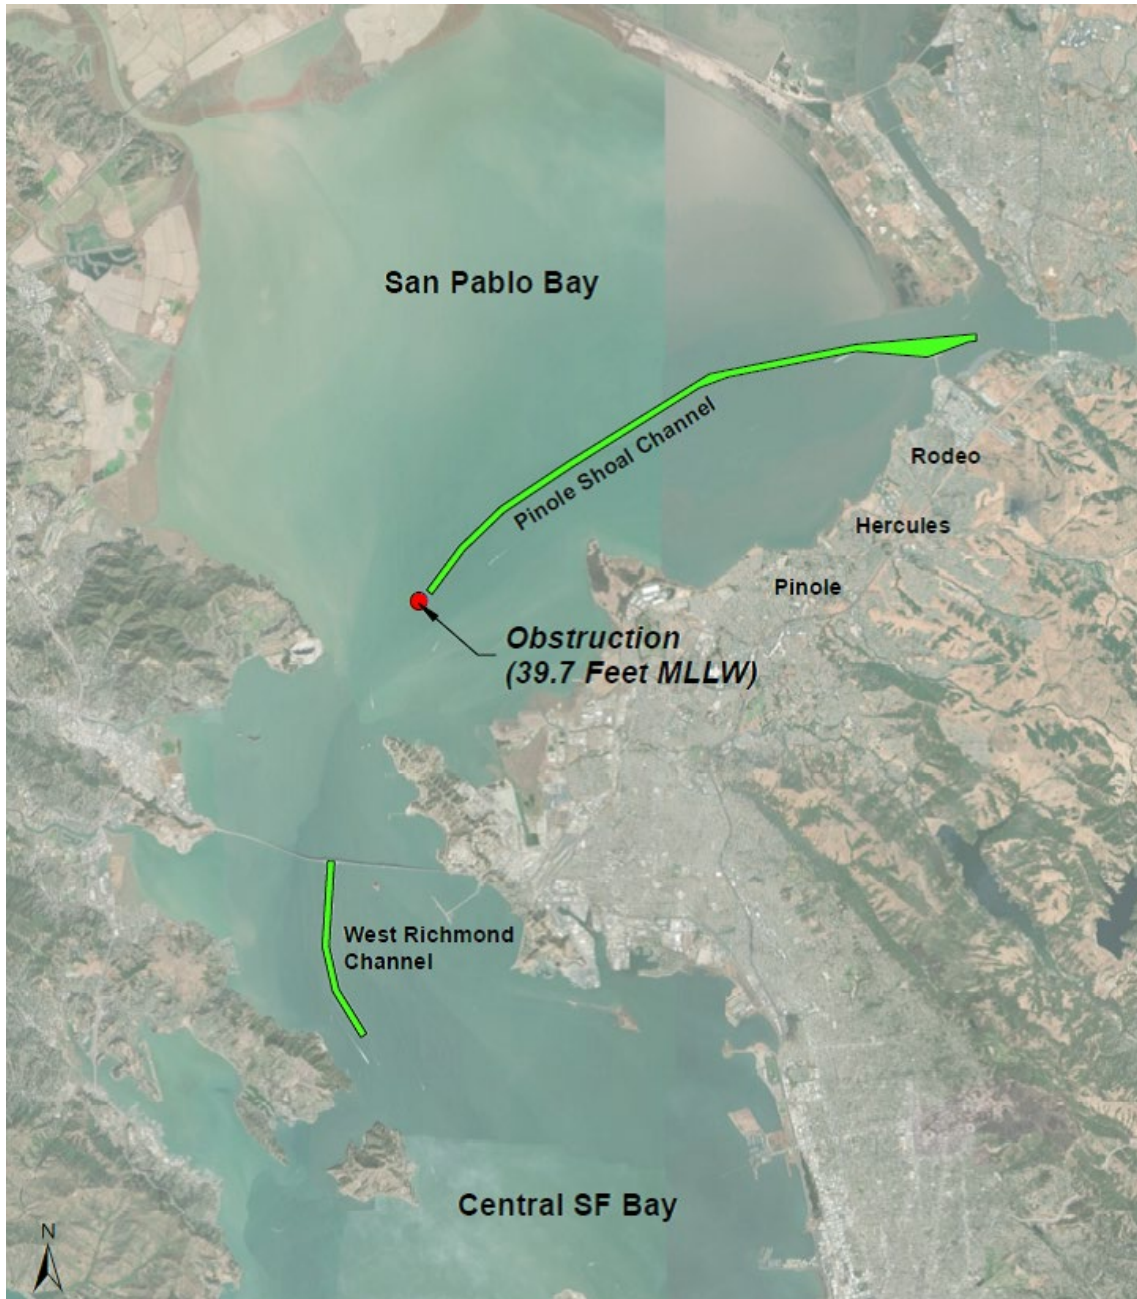 San Pablo Bay
Pinole Shoal Channel
Rodeo
Hercules
Pinole
Obstruction
(39.7 Feet MLLW)
West Richmond
Channel
Central SF Bay
N